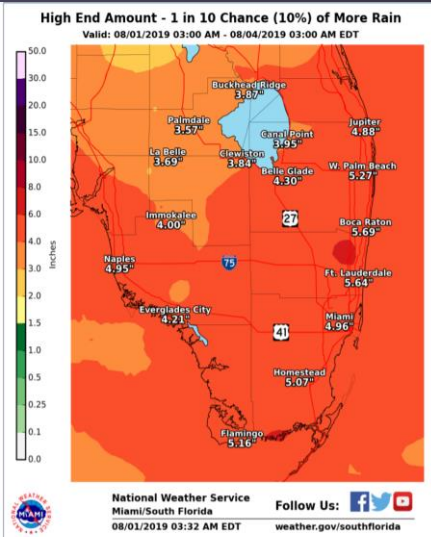 High End Amount - 1 in 10 Chance (10%) of More Rain
Valid: 08/01/2019 03:00 AM - 08/04/2019 03:00 AM EDT
50.0
30.0
20.0
15.0
10.0
8.0
6.0
4.0
3.0
2.0
1.5
1.0
0.5
0.25
0.1
0.0
Inches
Buckhead Ridge
3.87"
Palmdale
3.57"
Canal Point
3.95"
Jupiter
4.88"
La Belle
3.69"
Clewiston
3.84"
Belle Glade
4.30"
W. Palm Beach
5.27"
Immokalee
4.00"
27
Boca Raton
5.69"
Naples
4.95"
75
Ft. Lauderdale
5.64"
Everglades City
4.21"
41
Miami
4.96"
Homestead
5.07"
Flamingo
5.16"
NATIONAL WEATHER SERVICE
MIAMI
National Weather Service
Miami/South Florida
08/01/2019 03:32 AM EDT
Follow Us:
weather.gov/southflorida